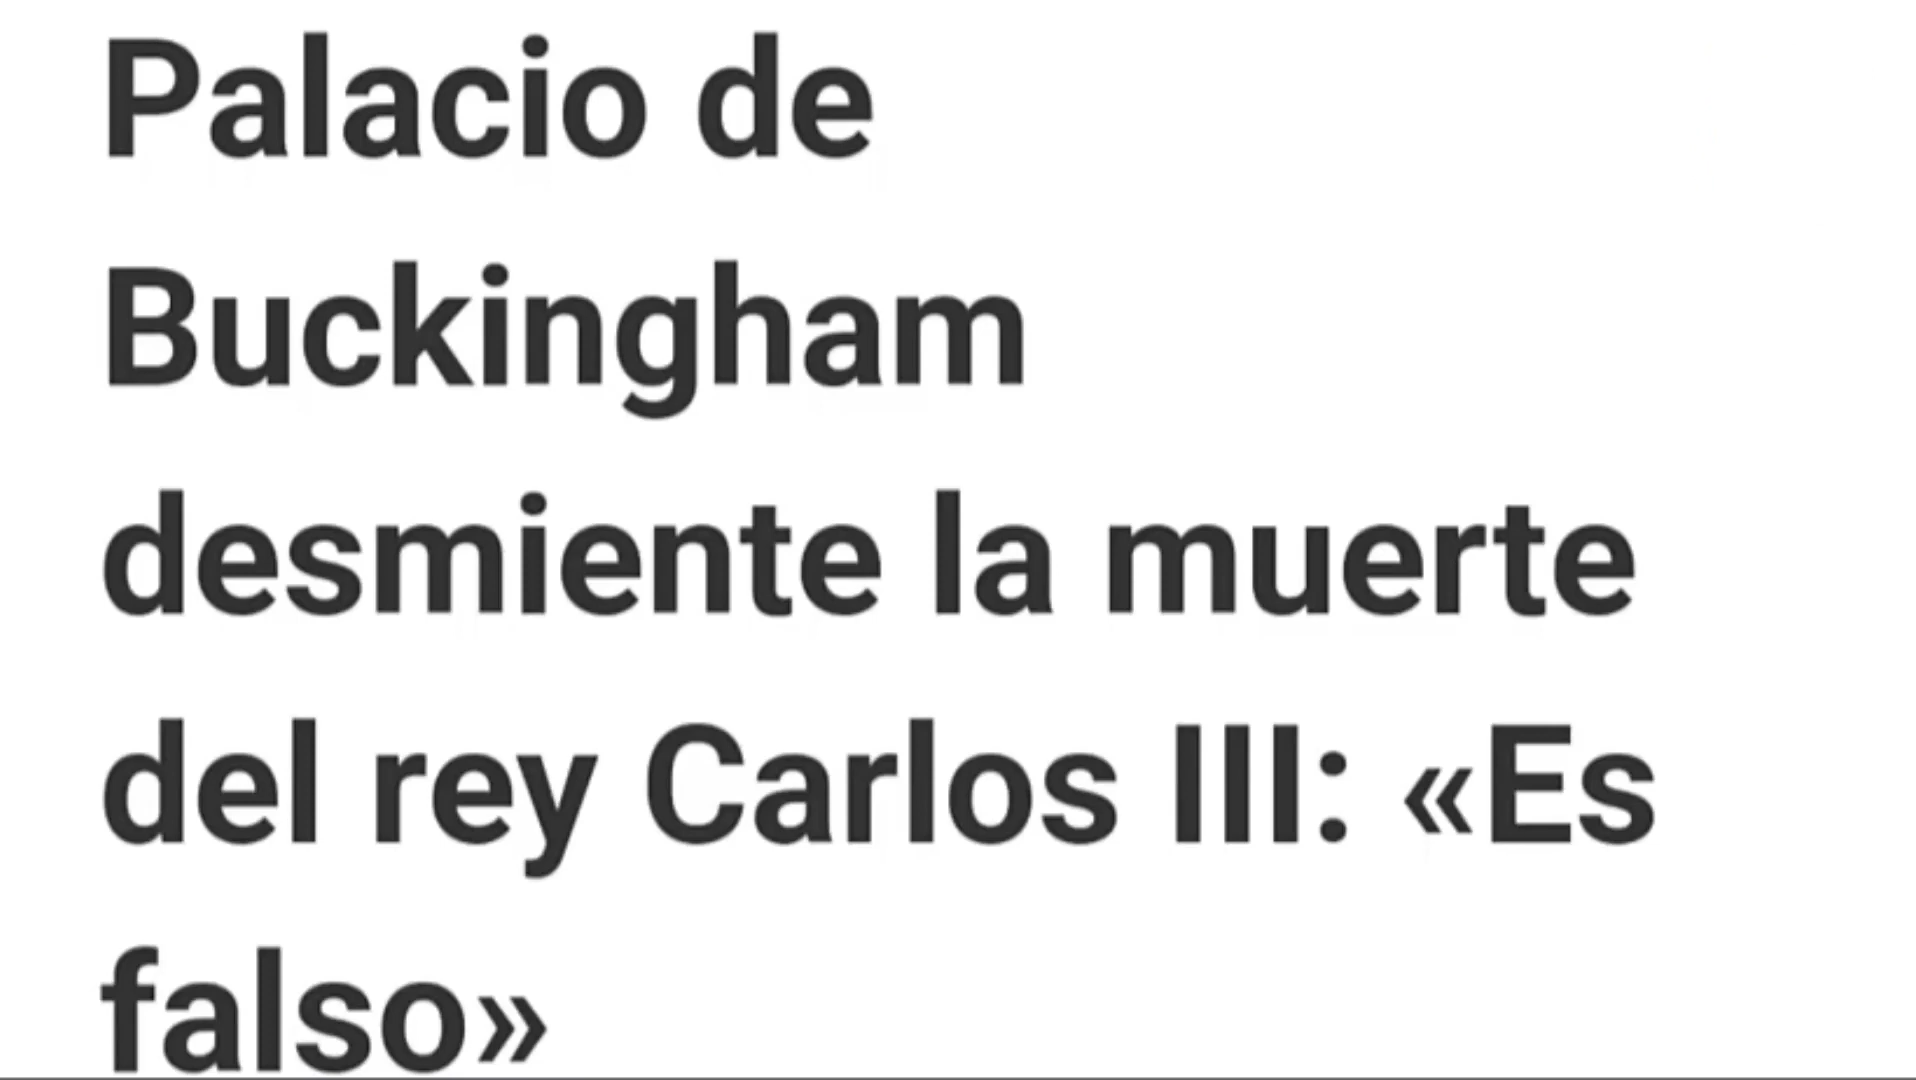 Palacio de
Buckingham
desmiente la muerte
del rey Carlos III: «Es
falso»